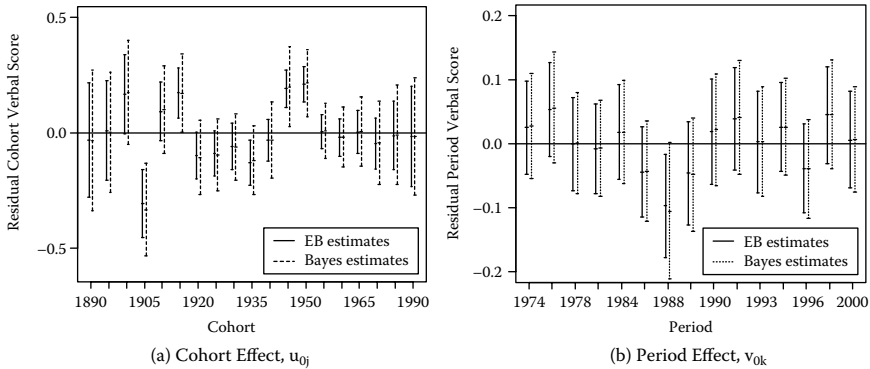 0.5
0.0
−0.5
Residual Cohort Verbal Score
EB estimates
Bayes estimates
1890 1905 1920 1935 1950 1965 1990
Cohort
(a) Cohort Effect, u0j
0.2
0.1
0.0
−0.1
−0.2
Residual Period Verbal Score
EB estimates
Bayes estimates
1974 1978 1984 1988 1990 1993 1996 2000
Period
(b) Period Effect, v0k